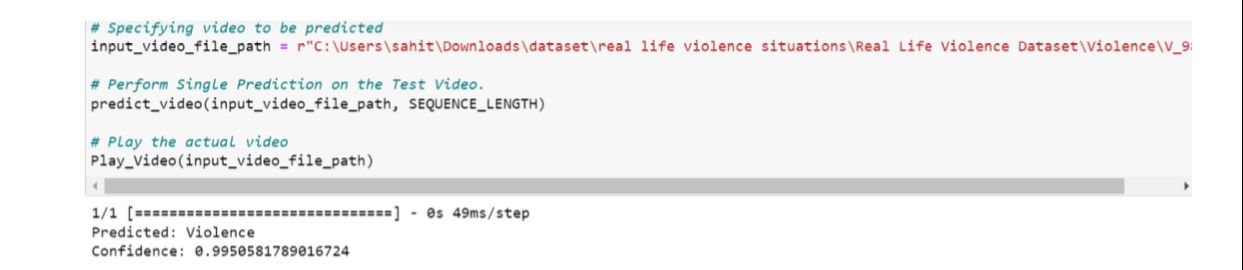 # Specifying video to be predicted
input_video_file_path = r"C:\Users\sahit\Downloads\dataset\real life violence situations\Real Life Violence Dataset\Violence\V_9
# Perform Single Prediction on the Test Video.
predict_video(input_video_file_path, SEQUENCE_LENGTH)
# Play the actual video
Play_Video(input_video_file_path)
1/1 [==============================] - 0s 49ms/step
Predicted: Violence
Confidence: 0.9950581789016724